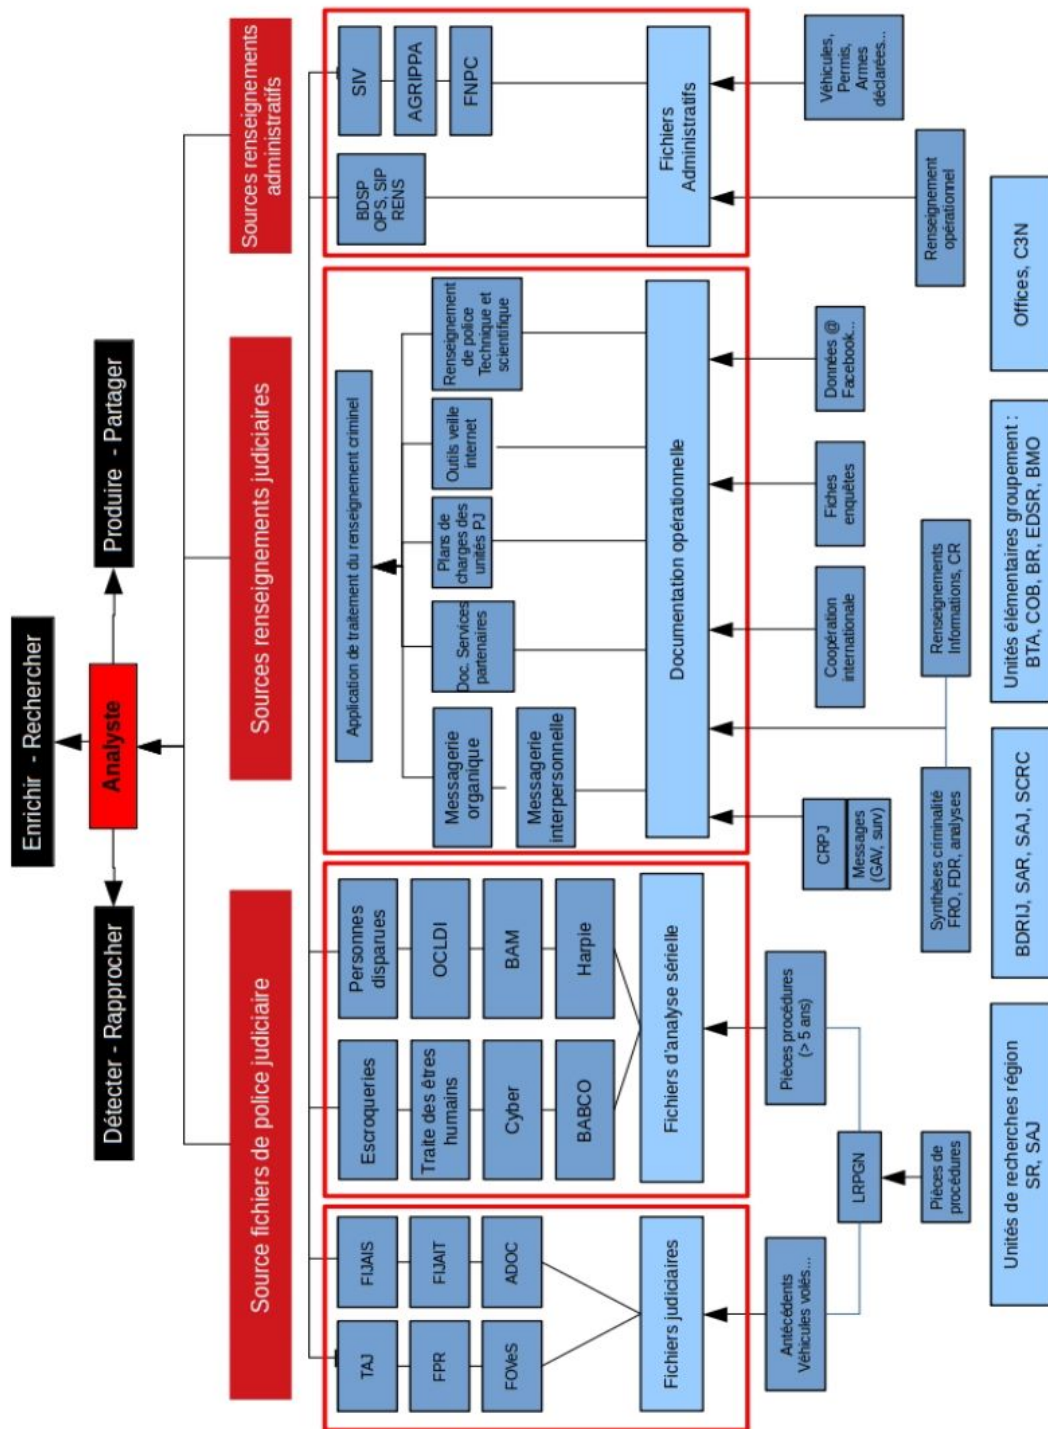 Enrichir - Rechercher
Détecter - Rapprocher
Analyste
Produire - Partager
Source fichiers de police judiciaire
Sources renseignements judiciaires
Sources renseignements
administratifs
TAJ
FIJAIS
FPR
FIJAIT
FOVeS
ADOC
Fichiers judiciaires
Escroqueries
Personnes
disparues
Traite des êtres
humains
OCLDI
Cyber
BAM
BABCO
Harpie
Fichiers d'analyse sérielle
Application de traitement du renseignement criminel
Messagerie
organique
Messagerie
interpersonnelle
Doc. Services
partenaires
Plans de
charges des
unités PJ
Outils veille
internet
Renseignement
de police
Technique et
scientifique
Documentation opérationnelle
BDSP
OPS, SIP
RENS
SIV
AGRIPPA
FNPC
Fichiers
Administratifs
Antécédents
Véhicules volés...
LRPGN
Pièces procédures
(> 5 ans)
Pièces de
procédures
CRPJ
Messages
(GAV, surv)
Synthèses criminalité
FRO, FDR, analyses
Renseignements
Informations, CR
Coopération
internationale
Fiches
enquêtes
Données @
Facebook...
Renseignement
opérationnel
Véhicules,
Permis,
Armes
déclarées...
Unités de recherches région
SR, SAJ
BDRIJ, SAR, SAJ, SCRC
Unités élémentaires groupement :
BTA, COB, BR, EDSR, BMO
Offices, C3N